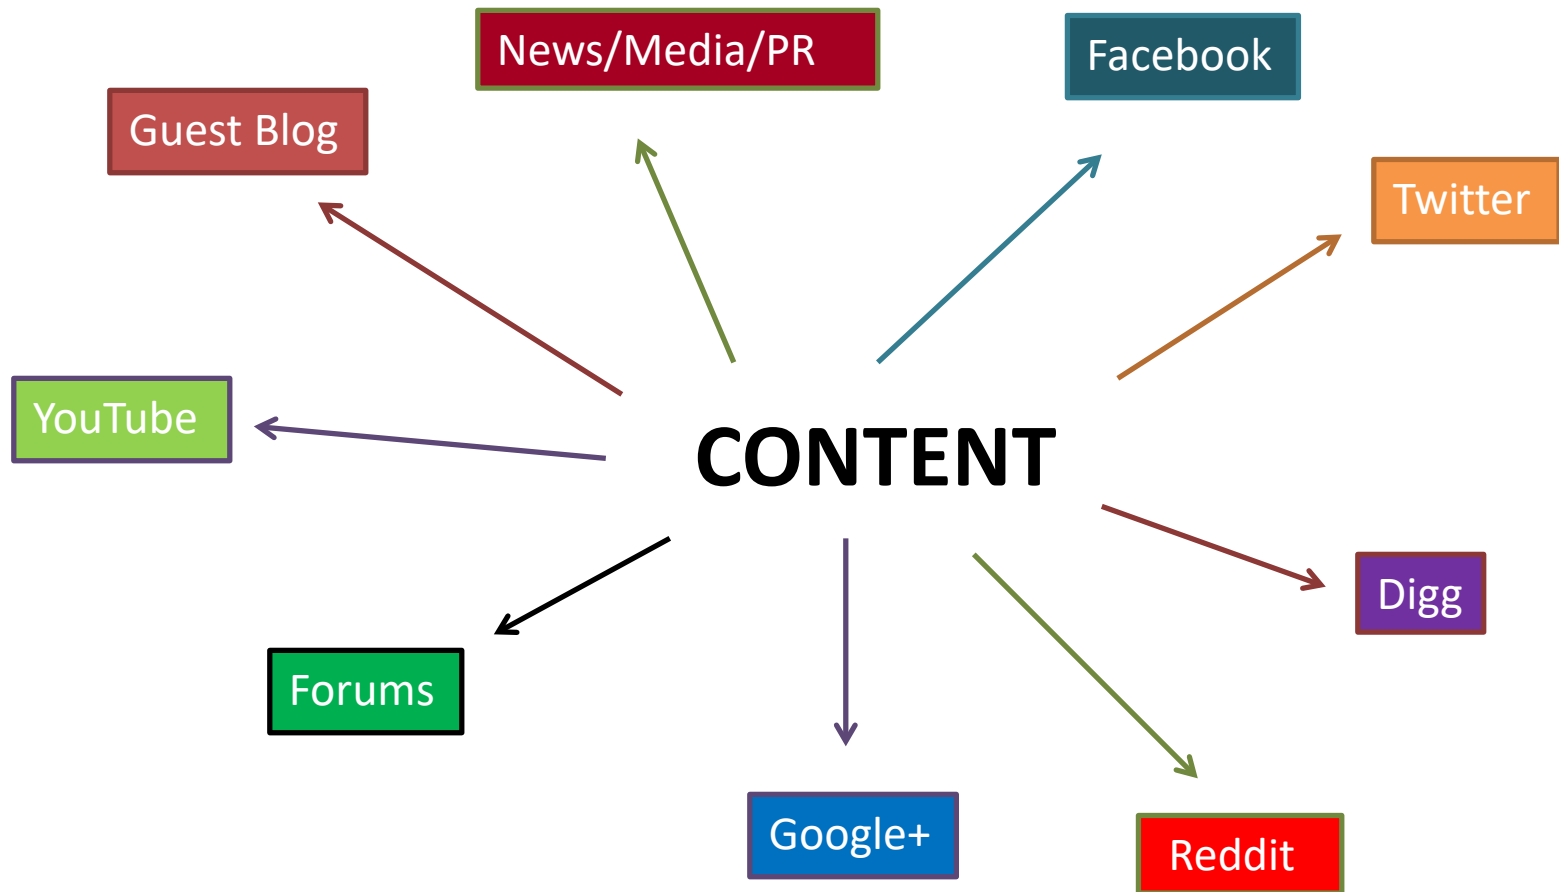 News/Media/PR
Facebook
Guest Blog
Twitter
YouTube
CONTENT
Digg
Forums
Google+
Reddit